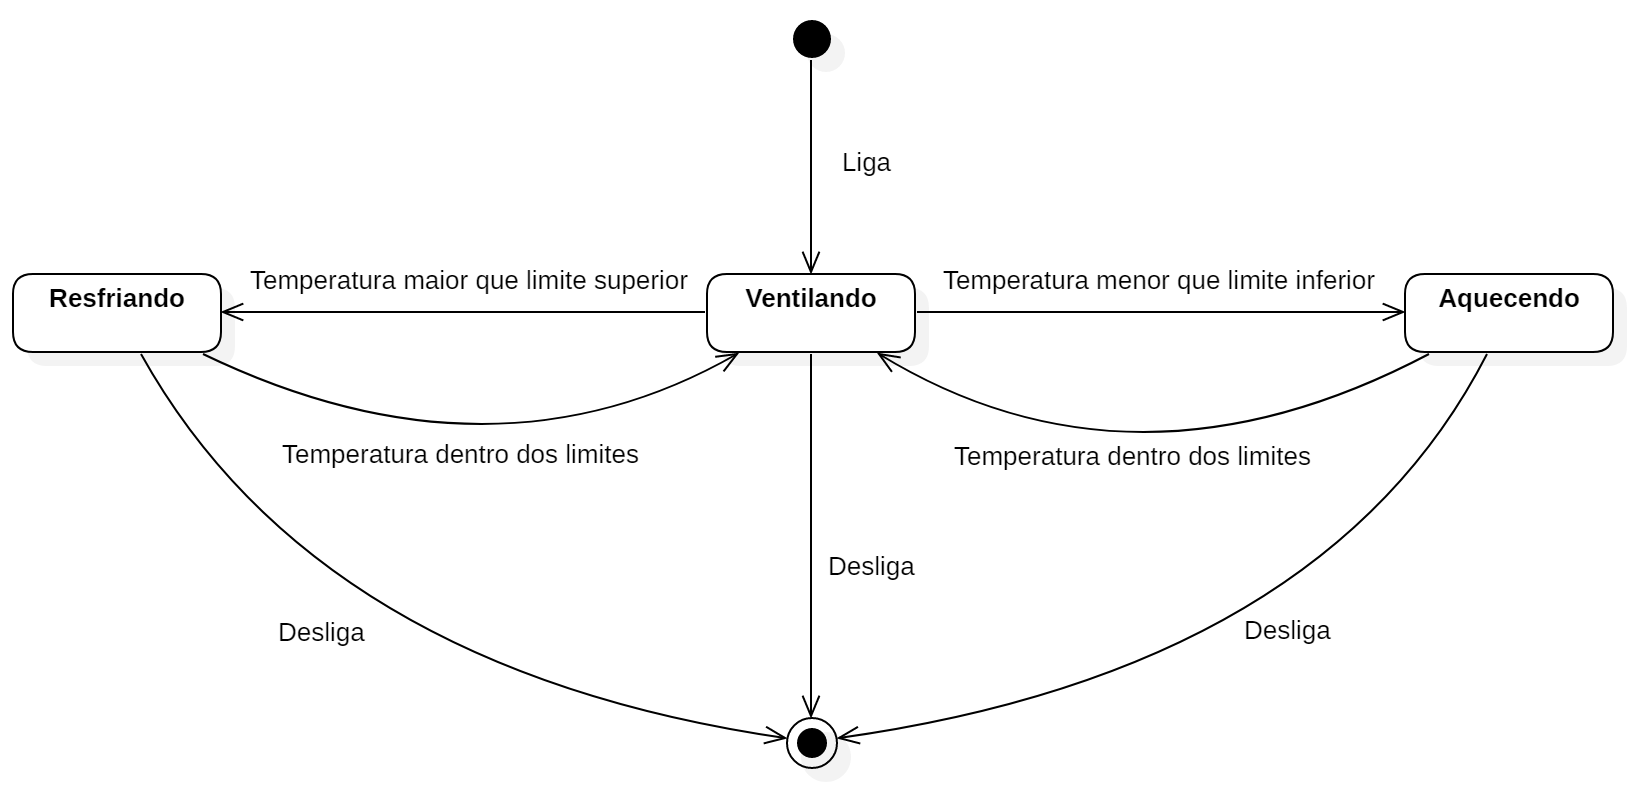 Liga
Temperatura maior que limite superior
Temperatura menor que limite inferior
Resfriando
Ventilando
Aquecendo
Temperatura dentro dos limites
Temperatura dentro dos limites
Desliga
Desliga
Desliga